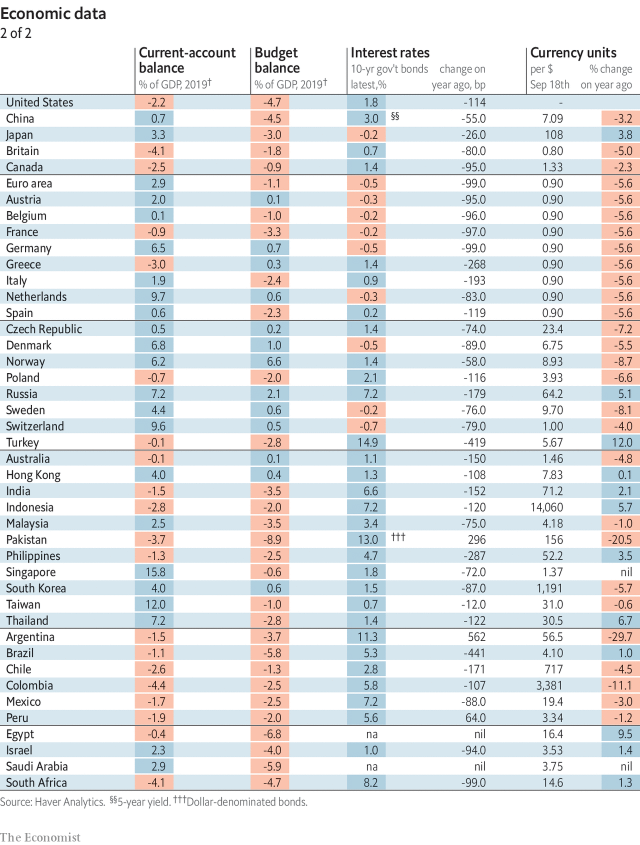 Economic data
2 of 2
Current-account Budget Interest rates Currency units
balance balance 10-yr gov't bonds change on per $ % change
% of GDP, 2019† % of GDP, 2019† latest,% year ago, bp Sep 18th on year ago
United States -2.2 -4.7 1.8 -114 -
China 0.7 -4.5 3.0 §§ -55.0 7.09 -3.2
Japan 3.3 -3.0 -0.2 -26.0 108 3.8
Britain -4.1 -1.8 0.7 -80.0 0.80 -5.0
Canada -2.5 -0.9 1.4 -95.0 1.33 -2.3
Euro area 2.9 -1.1 -0.5 -99.0 0.90 -5.6
Austria 2.0 0.1 -0.3 -95.0 0.90 -5.6
Belgium 0.1 -1.0 -0.2 -96.0 0.90 -5.6
France -0.9 -3.3 -0.2 -97.0 0.90 -5.6
Germany 6.5 0.7 -0.5 -99.0 0.90 -5.6
Greece -3.0 0.3 1.4 -268 0.90 -5.6
Italy 1.9 -2.4 0.9 -193 0.90 -5.6
Netherlands 9.7 0.6 -0.3 -83.0 0.90 -5.6
Spain 0.6 -2.3 0.2 -119 0.90 -5.6
Czech Republic 0.5 0.2 1.4 -74.0 23.4 -7.2
Denmark 6.8 1.0 -0.5 -89.0 6.75 -5.5
Norway 6.2 6.6 1.4 -58.0 8.93 -8.7
Poland -0.7 -2.0 2.1 -116 3.93 -6.6
Russia 7.2 2.1 7.2 -179 64.2 5.1
Sweden 4.4 0.6 -0.2 -76.0 9.70 -8.1
Switzerland 9.6 0.5 -0.7 -79.0 1.00 -4.0
Turkey -0.1 -2.8 14.9 -419 5.67 12.0
Australia -0.1 0.1 1.1 -150 1.46 -4.8
Hong Kong 4.0 0.4 1.3 -108 7.83 0.1
India -1.5 -3.5 6.6 -152 71.2 2.1
Indonesia -2.8 -2.0 7.2 -120 14,060 5.7
Malaysia 2.5 -3.5 3.4 -75.0 4.18 -1.0
Pakistan -3.7 -8.9 13.0 ††† 296 156 -20.5
Philippines -1.3 -2.5 4.7 -287 52.2 3.5
Singapore 15.8 -0.6 1.8 -72.0 1.37 nil
South Korea 4.0 0.6 1.5 -87.0 1,191 -5.7
Taiwan 12.0 -1.0 0.7 -12.0 31.0 -0.6
Thailand 7.2 -2.8 1.4 -122 30.5 6.7
Argentina -1.5 -3.7 11.3 562 56.5 -29.7
Brazil -1.1 -5.8 5.3 -441 4.10 1.0
Chile -2.6 -1.3 2.8 -171 717 -4.5
Colombia -4.4 -2.5 5.8 -107 3,381 -11.1
Mexico -1.7 -2.5 7.2 -88.0 19.4 -3.0
Peru -1.9 -2.0 5.6 64.0 3.34 -1.2
Egypt -0.4 -6.8 na nil 16.4 9.5
Israel 2.3 -4.0 1.0 -94.0 3.53 1.4
Saudi Arabia 2.9 -5.9 na nil 3.75 nil
South Africa -4.1 -4.7 8.2 -99.0 14.6 1.3
Source: Haver Analytics. §§5-year yield. †††Dollar-denominated bonds.
The Economist